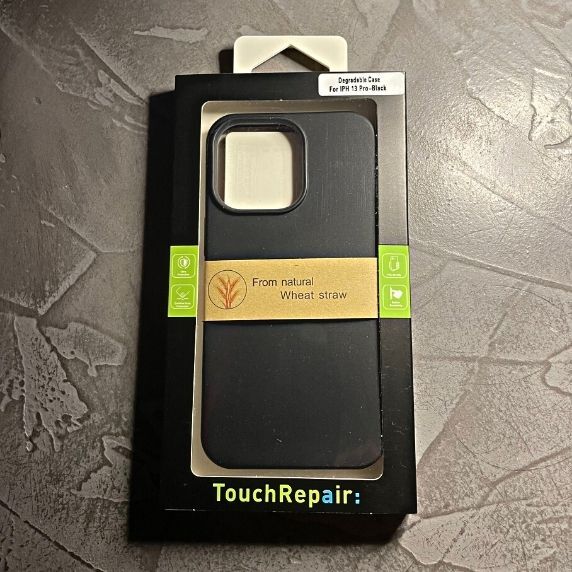 Degradable Case
For IPH 13 Pro-Black
From natural
Wheat straw
TouchRepair: